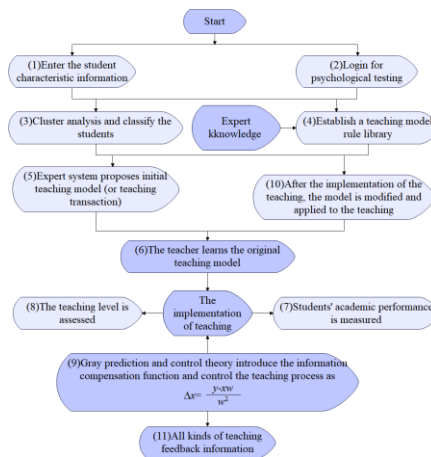 Start
(1)Enter the student
characteristic information
(2)Login for
psychological testing
(3)Cluster analysis and classify the
students
Expert
kknowledge
(4)Establish a teaching model
rule library
(5)Expert system proposes initial
teaching model (or teaching
transaction)
(10)After the implementation of the
teaching, the model is modified and
applied to the teaching
(6)The teacher learns the original
teaching model
(8)The teaching level is
assessed
The
implementation
of teaching
(7)Students' academic performance
is measured
(9)Gray prediction and control theory introduce the information
compensation function and control the teaching process as
Δx= y-xw
w²
(11)All kinds of teaching
feedback information